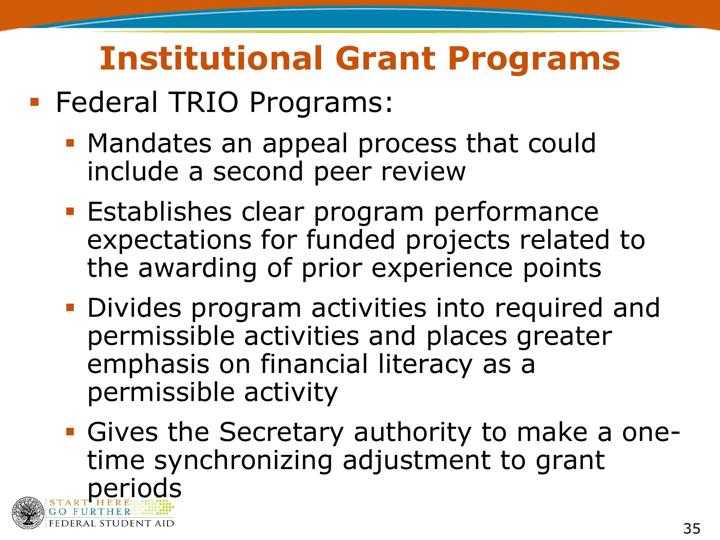 Institutional Grant Programs
Federal TRIO Programs:
Mandates an appeal process that could
include a second peer review
Establishes clear program performance
expectations for funded projects related to
the awarding of prior experience points
Divides program activities into required and
permissible activities and places greater
emphasis on financial literacy as a
permissible activity
Gives the Secretary authority to make a one-
time synchronizing adjustment to grant
periods
START HERE
GO FURTHER
FEDERAL STUDENT AID
35